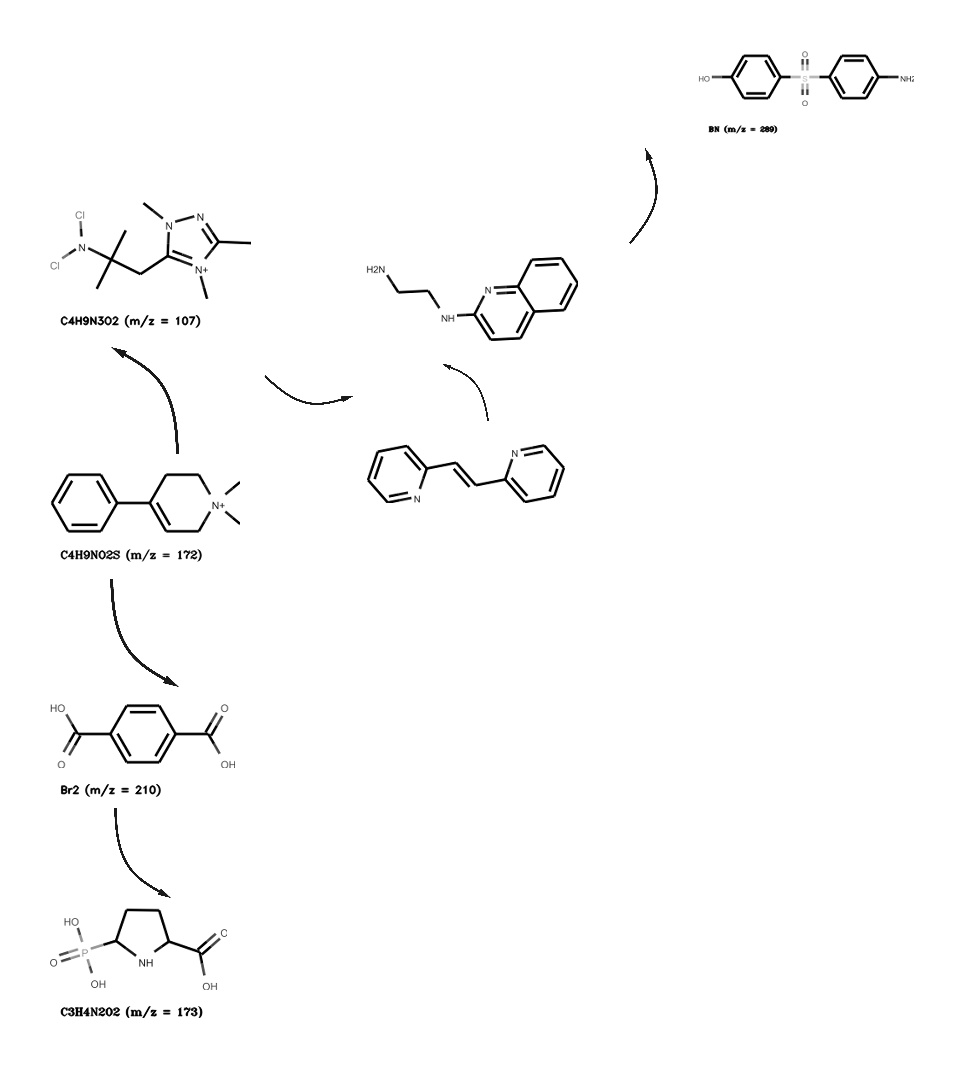 HO
O
S
O
NH2
BN (m/z = 289)
Cl
N
Cl
N
N
N+
C4H9N3O2 (m/z = 107)
H2N
NH
N
N
N
N+
C4H9NO2S (m/z = 172)
HO
O
O
OH
Br2 (m/z = 210)
HO
P
O
OH
NH
O
OH
C3H4N2O2 (m/z = 173)